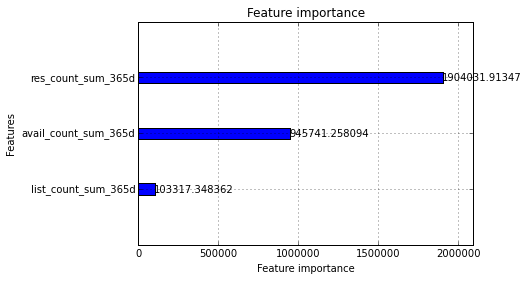 Feature importance
res_count_sum_365d
1904031.91347
avail_count_sum_365d
945741.258094
list_count_sum_365d
103317.348362
Features
0 500000 1000000 1500000 2000000
Feature importance